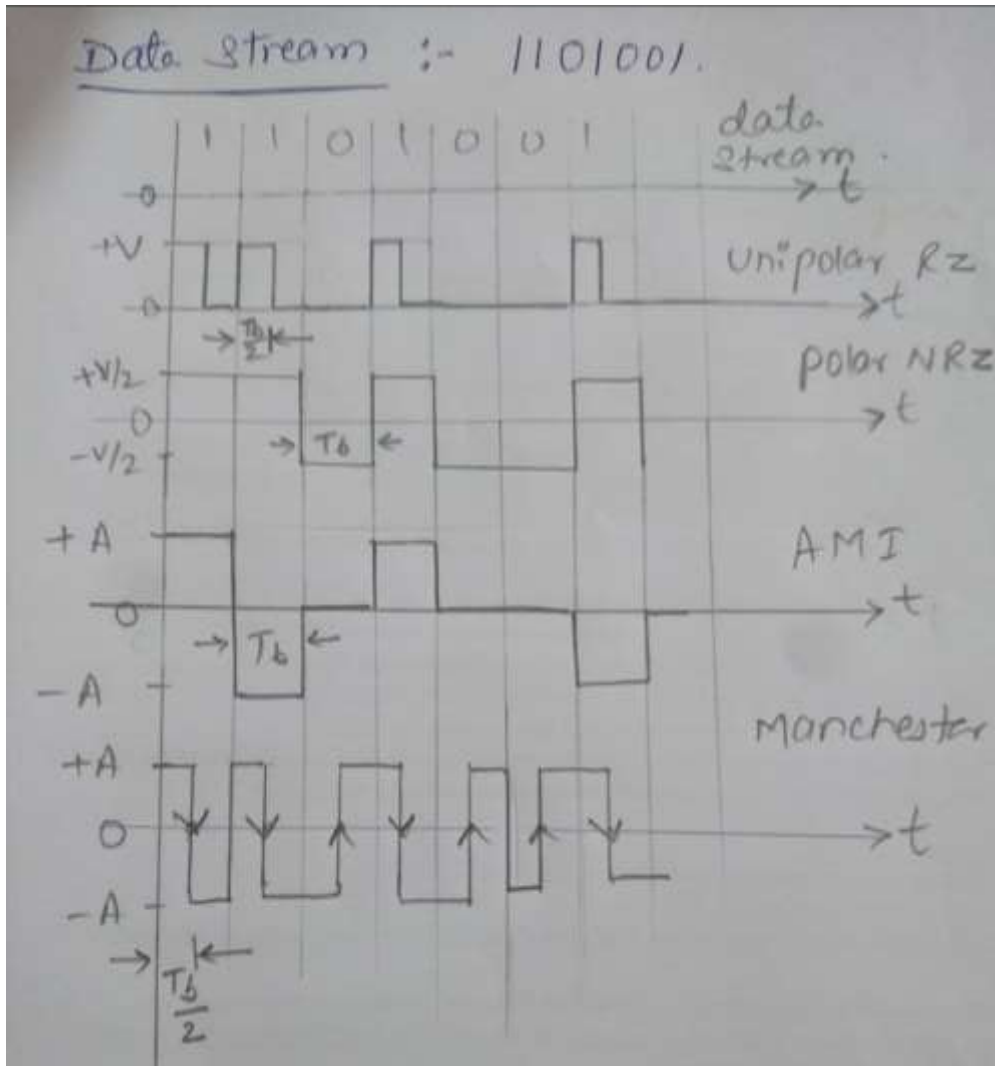 Data Stream :- 1101001.
1 1 0 1 0 0 1
data
stream.
0
t
+V
Unipolar RZ
0
t
Tb/2
+V/2
polar NRZ
0
t
Tb
-V/2
+A
AMI
0
t
Tb
-A
Manchester
+A
0
t
-A
Tb/2